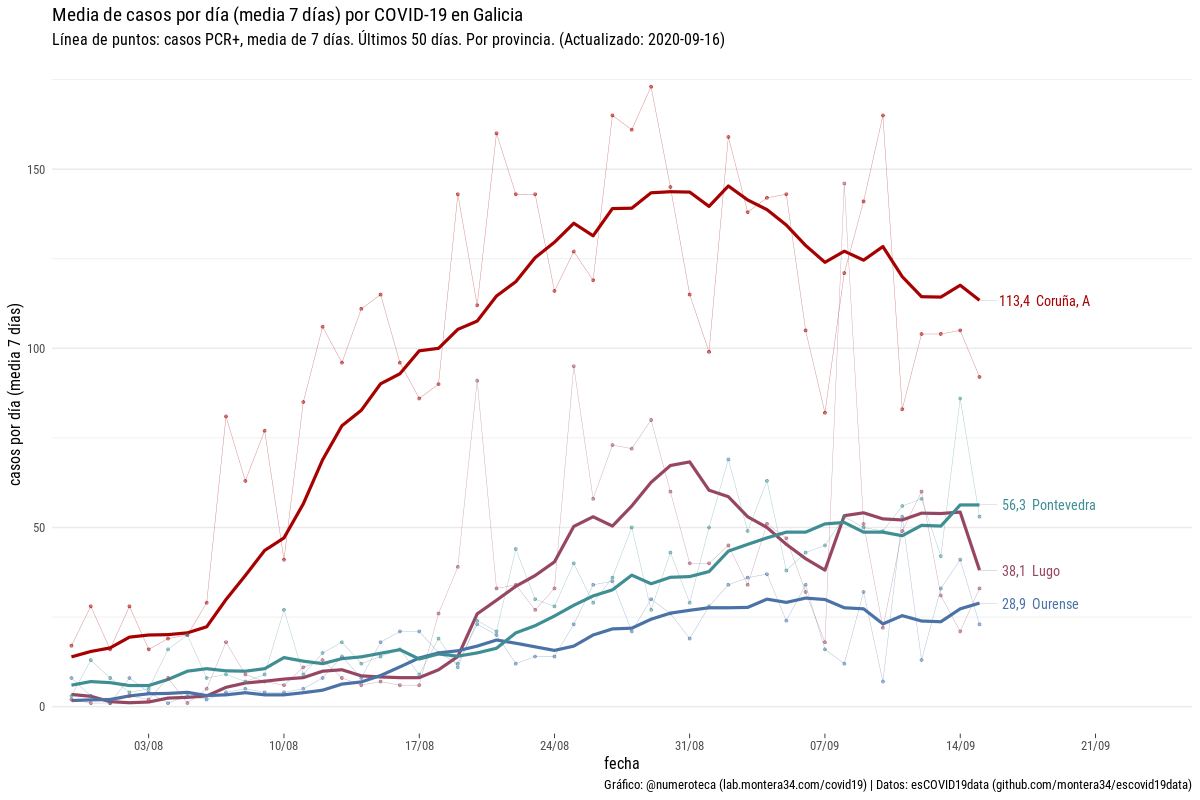 Media de casos por día (media 7 días) por COVID-19 en Galicia
Línea de puntos: casos PCR+, media de 7 días. Últimos 50 días. Por provincia. (Actualizado: 2020-09-16)
casos por día (media 7 días)
150
100
50
0
113,4 Coruña, A
56,3 Pontevedra
38,1 Lugo
28,9 Ourense
03/08
10/08
17/08
24/08
31/08
07/09
14/09
21/09
fecha
Gráfico: @numeroteca (lab.montera34.com/covid19) | Datos: esCOVID19data (github.com/montera34/escovid19data)